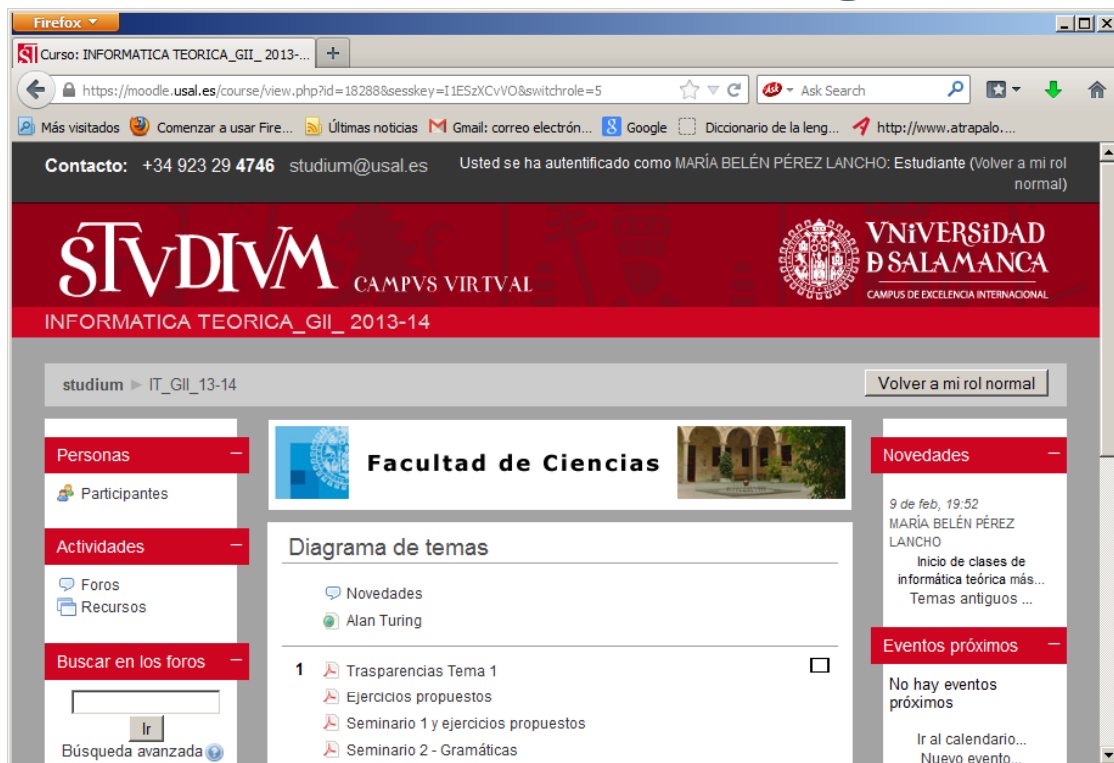 Firefox
Curso: INFORMATICA TEORICA_GII_ 2013-...
https://moodle.usal.es/course/view.php?id=18288&sesskey=I1ESzXCvVO&switchrole=5
Ask Search
Más visitados Comenzar a usar Fire... Últimas noticias Gmail: correo electrón... Google Diccionario de la leng... http://www.atrapalo....
Contacto: +34 923 29 4746 studium@usal.es
Usted se ha autentificado como MARÍA BELÉN PÉREZ LANCHO: Estudiante (Volver a mi rol
normal)
STVDIVM CAMPVS VIRTVAL
VNiVERSiDAD
D SALAMANCA
CAMPUS DE EXCELENCIA INTERNACIONAL
INFORMATICA TEORICA_GII_ 2013-14
studium ► IT_GII_13-14
Volver a mi rol normal
Personas
Participantes
Actividades
Foros
Recursos
Buscar en los foros
Ir
Búsqueda avanzada
Facultad de Ciencias
Diagrama de temas
Novedades
Alan Turing
1 Trasparencias Tema 1
Ejercicios propuestos
Seminario 1 y ejercicios propuestos
Seminario 2 - Gramáticas
Novedades
9 de feb, 19:52
MARÍA BELÉN PÉREZ
LANCHO
Inicio de clases de
informática teórica más...
Temas antiguos ...
Eventos próximos
No hay eventos
próximos
Ir al calendario...
Nuevo evento...